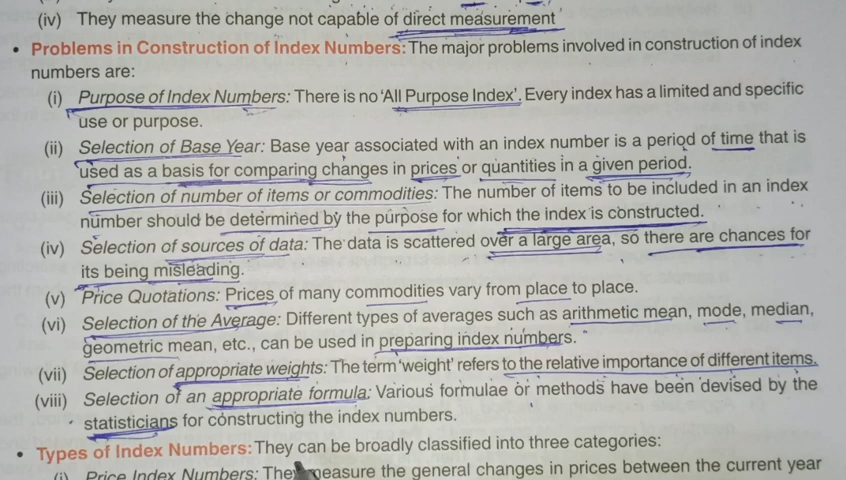 (iv) They measure the change not capable of direct measurement
• Problems in Construction of Index Numbers: The major problems involved in construction of index
numbers are:
(i) Purpose of Index Numbers: There is no 'All Purpose Index'. Every index has a limited and specific
use or purpose.
(ii) Selection of Base Year: Base year associated with an index number is a period of time that is
used as a basis for comparing changes in prices or quantities in a given period.
(iii) Selection of number of items or commodities: The number of items to be included in an index
number should be determined by the purpose for which the index is constructed.
(iv) Selection of sources of data: The data is scattered over a large area, so there are chances for
its being misleading.
(v) Price Quotations: Prices of many commodities vary from place to place.
(vi) Selection of the Average: Different types of averages such as arithmetic mean, mode, median,
geometric mean, etc., can be used in preparing index numbers.
(vii) Selection of appropriate weights: The term 'weight' refers to the relative importance of different items.
(viii) Selection of an appropriate formula: Various formulae or methods have been devised by the
statisticians for constructing the index numbers.
• Types of Index Numbers: They can be broadly classified into three categories:
(i) Price Index Numbers: They measure the general changes in prices between the current year